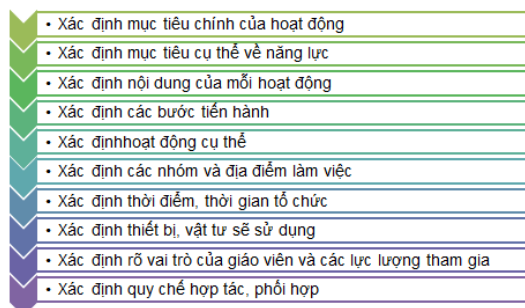 • Xác định mục tiêu chính của hoạt động
• Xác định mục tiêu cụ thể về năng lực
• Xác định nội dung của mỗi hoạt động
• Xác định các bước tiến hành
• Xác địnhhoạt động cụ thể
• Xác định các nhóm và địa điểm làm việc
• Xác định thời điểm, thời gian tổ chức
• Xác định thiết bị, vật tư sẽ sử dụng
• Xác định rõ vai trò của giáo viên và các lực lượng tham gia
• Xác định quy chế hợp tác, phối hợp